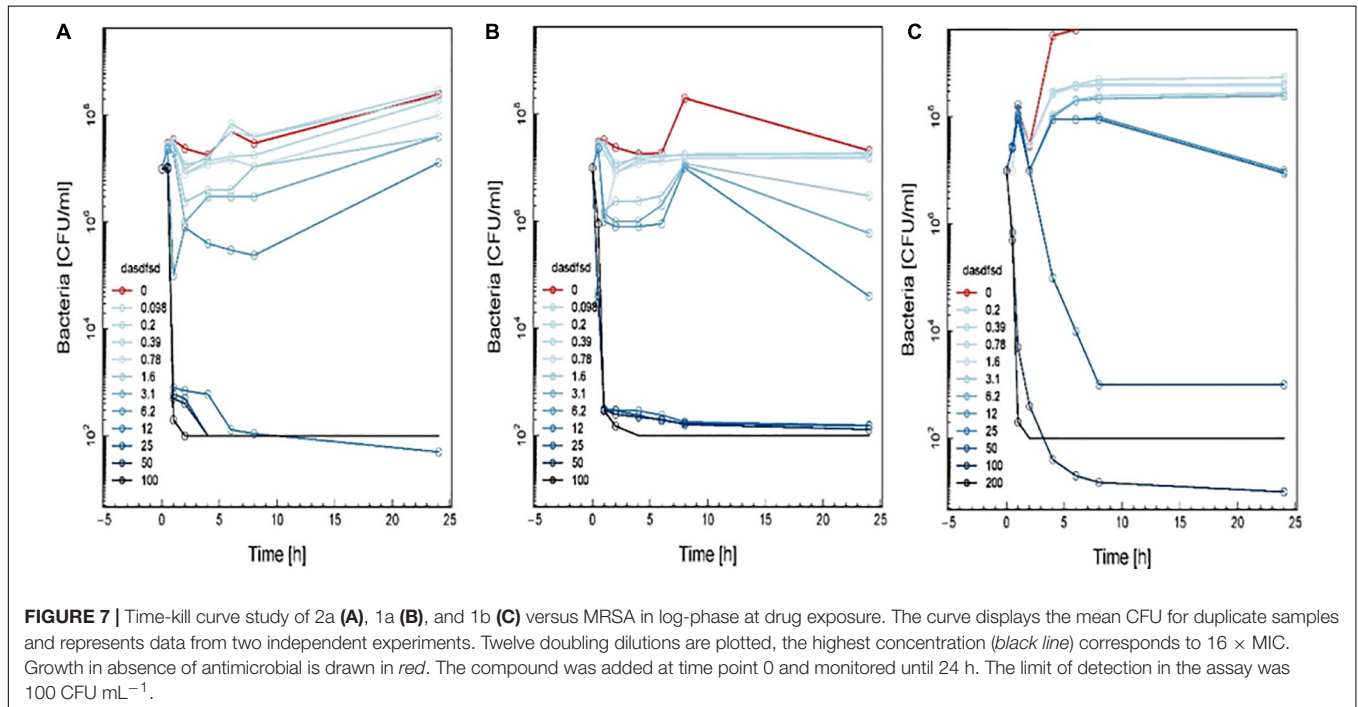 A
Bacteria [CFU/ml]
10⁸
10⁶
10⁴
10²
dasdfsd
0
0.098
0.2
0.39
0.78
1.6
3.1
6.2
12
25
50
100
-5 0 5 10 15 20 25
Time [h]
B
Bacteria [CFU/ml]
10⁸
10⁶
10⁴
10²
dasdfsd
0
0.098
0.2
0.39
0.78
1.6
3.1
6.2
12
25
50
100
-5 0 5 10 15 20 25
Time [h]
C
Bacteria [CFU/ml]
10⁸
10⁶
10⁴
10²
dasdfsd
0
0.2
0.39
0.78
1.6
3.1
6.2
12
25
50
100
200
-5 0 5 10 15 20 25
Time [h]
FIGURE 7 | Time-kill curve study of 2a (A), 1a (B), and 1b (C) versus MRSA in log-phase at drug exposure. The curve displays the mean CFU for duplicate samples
and represents data from two independent experiments. Twelve doubling dilutions are plotted, the highest concentration (black line) corresponds to 16 × MIC.
Growth in absence of antimicrobial is drawn in red. The compound was added at time point 0 and monitored until 24 h. The limit of detection in the assay was
100 CFU mL⁻¹.